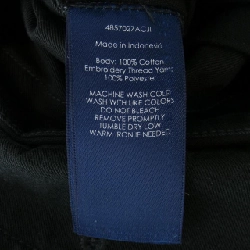 Made in Indonesia
Body: 100% Cotton
Embroidery Thread Yarns
100% Polyester
MACHINE WASH COLD
WASH WITH LIKE COLORS
DO NOT BLEACH
REMOVE PROMPTLY
TUMBLE DRY LOW
WARM IRON IF NEEDED